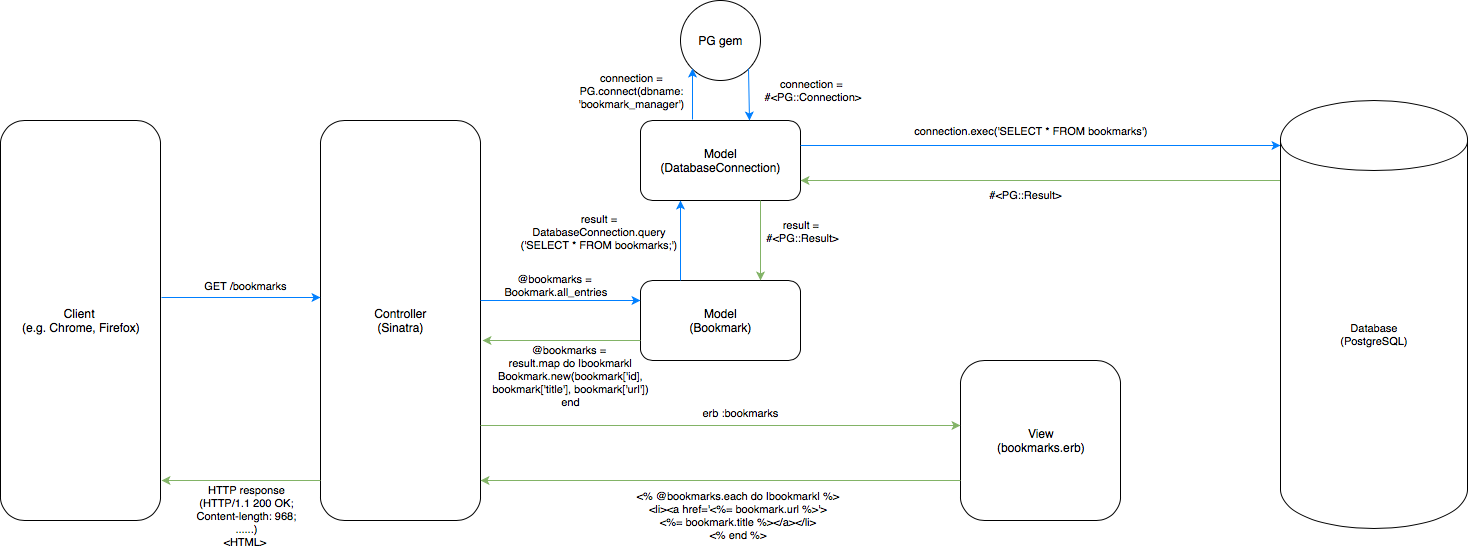 PG gem
connection =
PG.connect(dbname:
'bookmark_manager')
connection =
#<PG::Connection>
Model
(DatabaseConnection)
connection.exec('SELECT * FROM bookmarks')
#<PG::Result>
result =
DatabaseConnection.query
('SELECT * FROM bookmarks;')
result =
#<PG::Result>
GET /bookmarks
@bookmarks =
Bookmark.all_entries
Client
(e.g. Chrome, Firefox)
Controller
(Sinatra)
Model
(Bookmark)
Database
(PostgreSQL)
@bookmarks =
result.map do |bookmark|
Bookmark.new(bookmark['id],
bookmark['title'], bookmark['url'])
end
erb :bookmarks
View
(bookmarks.erb)
HTTP response
(HTTP/1.1 200 OK;
Content-length: 968;
......)
<HTML>
<% @bookmarks.each do |bookmark| %>
<li><a href='<%= bookmark.url %>'>
<%= bookmark.title %></a></li>
<% end %>